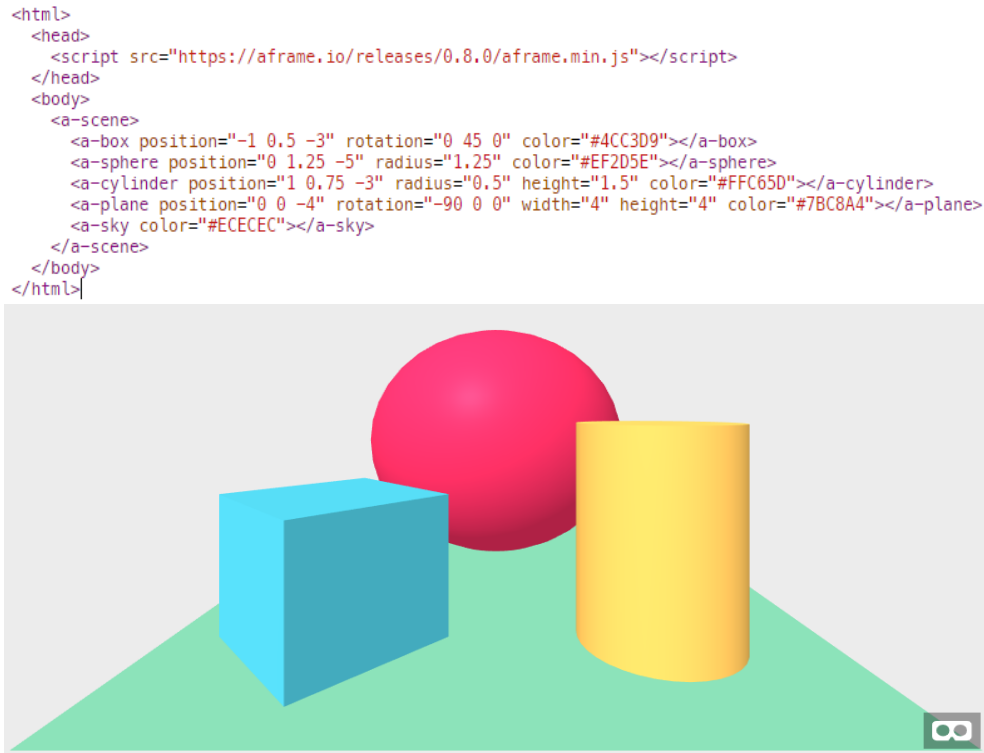 <html>
<head>
<script src="https://aframe.io/releases/0.8.0/aframe.min.js"></script>
</head>
<body>
<a-scene>
<a-box position="-1 0.5 -3" rotation="0 45 0" color="#4CC3D9"></a-box>
<a-sphere position="0 1.25 -5" radius="1.25" color="#EF2D5E"></a-sphere>
<a-cylinder position="1 0.75 -3" radius="0.5" height="1.5" color="#FFC65D"></a-cylinder>
<a-plane position="0 0 -4" rotation="-90 0 0" width="4" height="4" color="#7BC8A4"></a-plane>
<a-sky color="#ECECEC"></a-sky>
</a-scene>
</body>
</html>